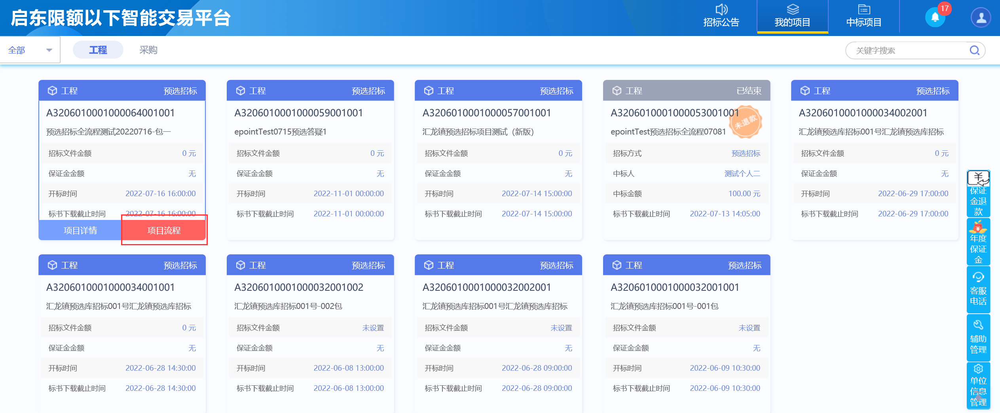 启东限额以下智能交易平台
招标公告
我的项目
中标项目
17
全部
工程
采购
关键字搜索
工程 预选招标
A3206010001000064001001
预选招标全流程测试20220716-包一
招标文件金额 0 元
保证金金额 无
开标时间 2022-07-16 16:00:00
标书下载截止时间 2022-07-16 16:00:00
项目详情 项目流程
工程 预选招标
A3206010001000059001001
epointTest0715预选答疑1
招标文件金额 0 元
保证金金额 无
开标时间 2022-11-01 00:00:00
标书下载截止时间 2022-11-01 00:00:00
工程 预选招标
A3206010001000057001001
汇龙镇预选招标项目测试（新版）
招标文件金额 0 元
保证金金额 无
开标时间 2022-07-14 15:00:00
标书下载截止时间 2022-07-14 15:00:00
工程 已结束
A3206010001000053001001
未退款
epointTest预选招标全流程07081
招标方式 预选招标
中标人 测试个人二
中标金额 100.00 元
标书下载截止时间 2022-07-13 14:05:00
工程 预选招标
A3206010001000034002001
汇龙镇预选库招标001号汇龙镇预选库招标
招标文件金额 0 元
保证金金额 无
开标时间 2022-06-29 17:00:00
标书下载截止时间 2022-06-29 17:00:00
工程 预选招标
A3206010001000034001001
汇龙镇预选库招标001号汇龙镇预选库招标
招标文件金额 0 元
保证金金额 无
开标时间 2022-06-28 14:30:00
标书下载截止时间 2022-06-28 14:30:00
工程 预选招标
A3206010001000032001002
汇龙镇预选库招标001号-002包
招标文件金额 未设置
保证金金额 无
开标时间 2022-06-08 13:00:00
标书下载截止时间 2022-06-08 13:00:00
工程 预选招标
A3206010001000032002001
汇龙镇预选库招标001号汇龙镇预选库招标
招标文件金额 未设置
保证金金额 无
开标时间 2022-06-28 09:00:00
标书下载截止时间 2022-06-28 09:00:00
工程 预选招标
A3206010001000032001001
汇龙镇预选库招标001号-001包
招标文件金额 未设置
保证金金额 无
开标时间 2022-06-09 10:30:00
标书下载截止时间 2022-06-09 10:30:00
保证
金退
款
年度
保证
金
客服
电话
辅助
管理
单位
信息
管理